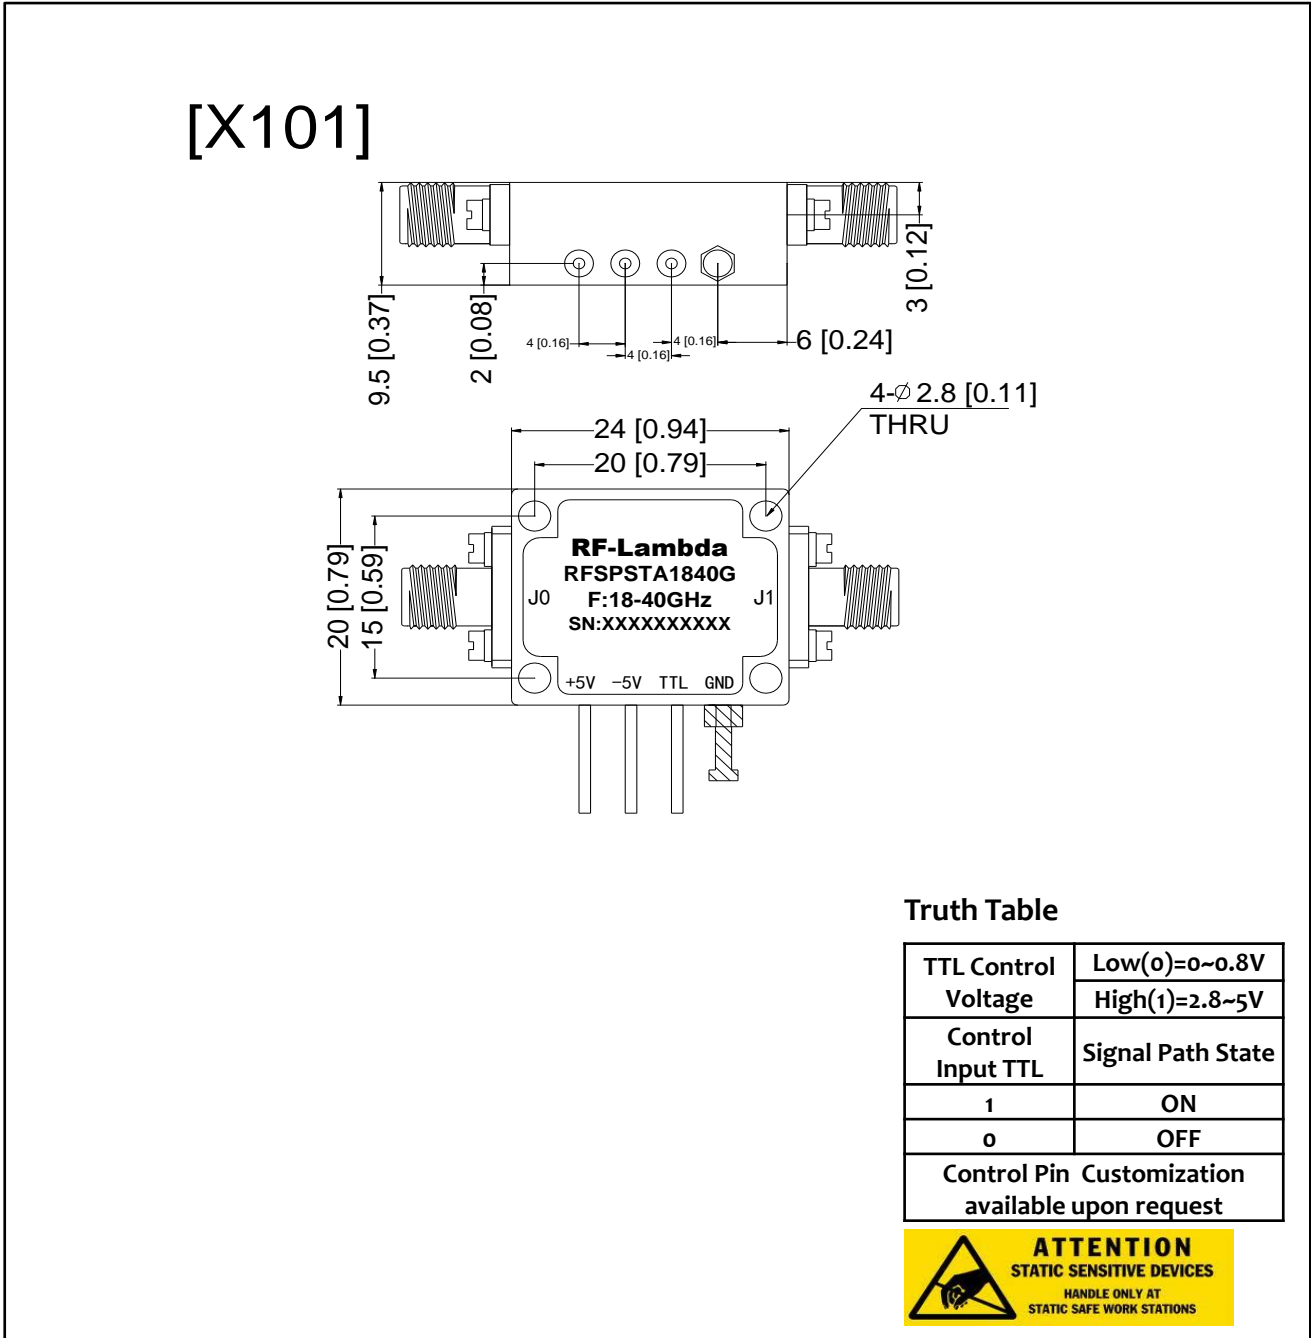 [X101]
9.5 [0.37]
2 [0.08]
4 [0.16]
4 [0.16]
4 [0.16]
6 [0.24]
3 [0.12]
4-∅ 2.8 [0.11]
THRU
24 [0.94]
20 [0.79]
20 [0.79]
15 [0.59]
RF-Lambda
RFSPSTA1840G
J0 F:18-40GHz J1
SN:XXXXXXXXXX
+5V -5V TTL GND
Truth Table
TTL Control Voltage
Low(0)=0~0.8V
High(1)=2.8~5V
Control Input TTL
Signal Path State
1 ON
0 OFF
Control Pin Customization
available upon request
ATTENTION
STATIC SENSITIVE DEVICES
HANDLE ONLY AT
STATIC SAFE WORK STATIONS